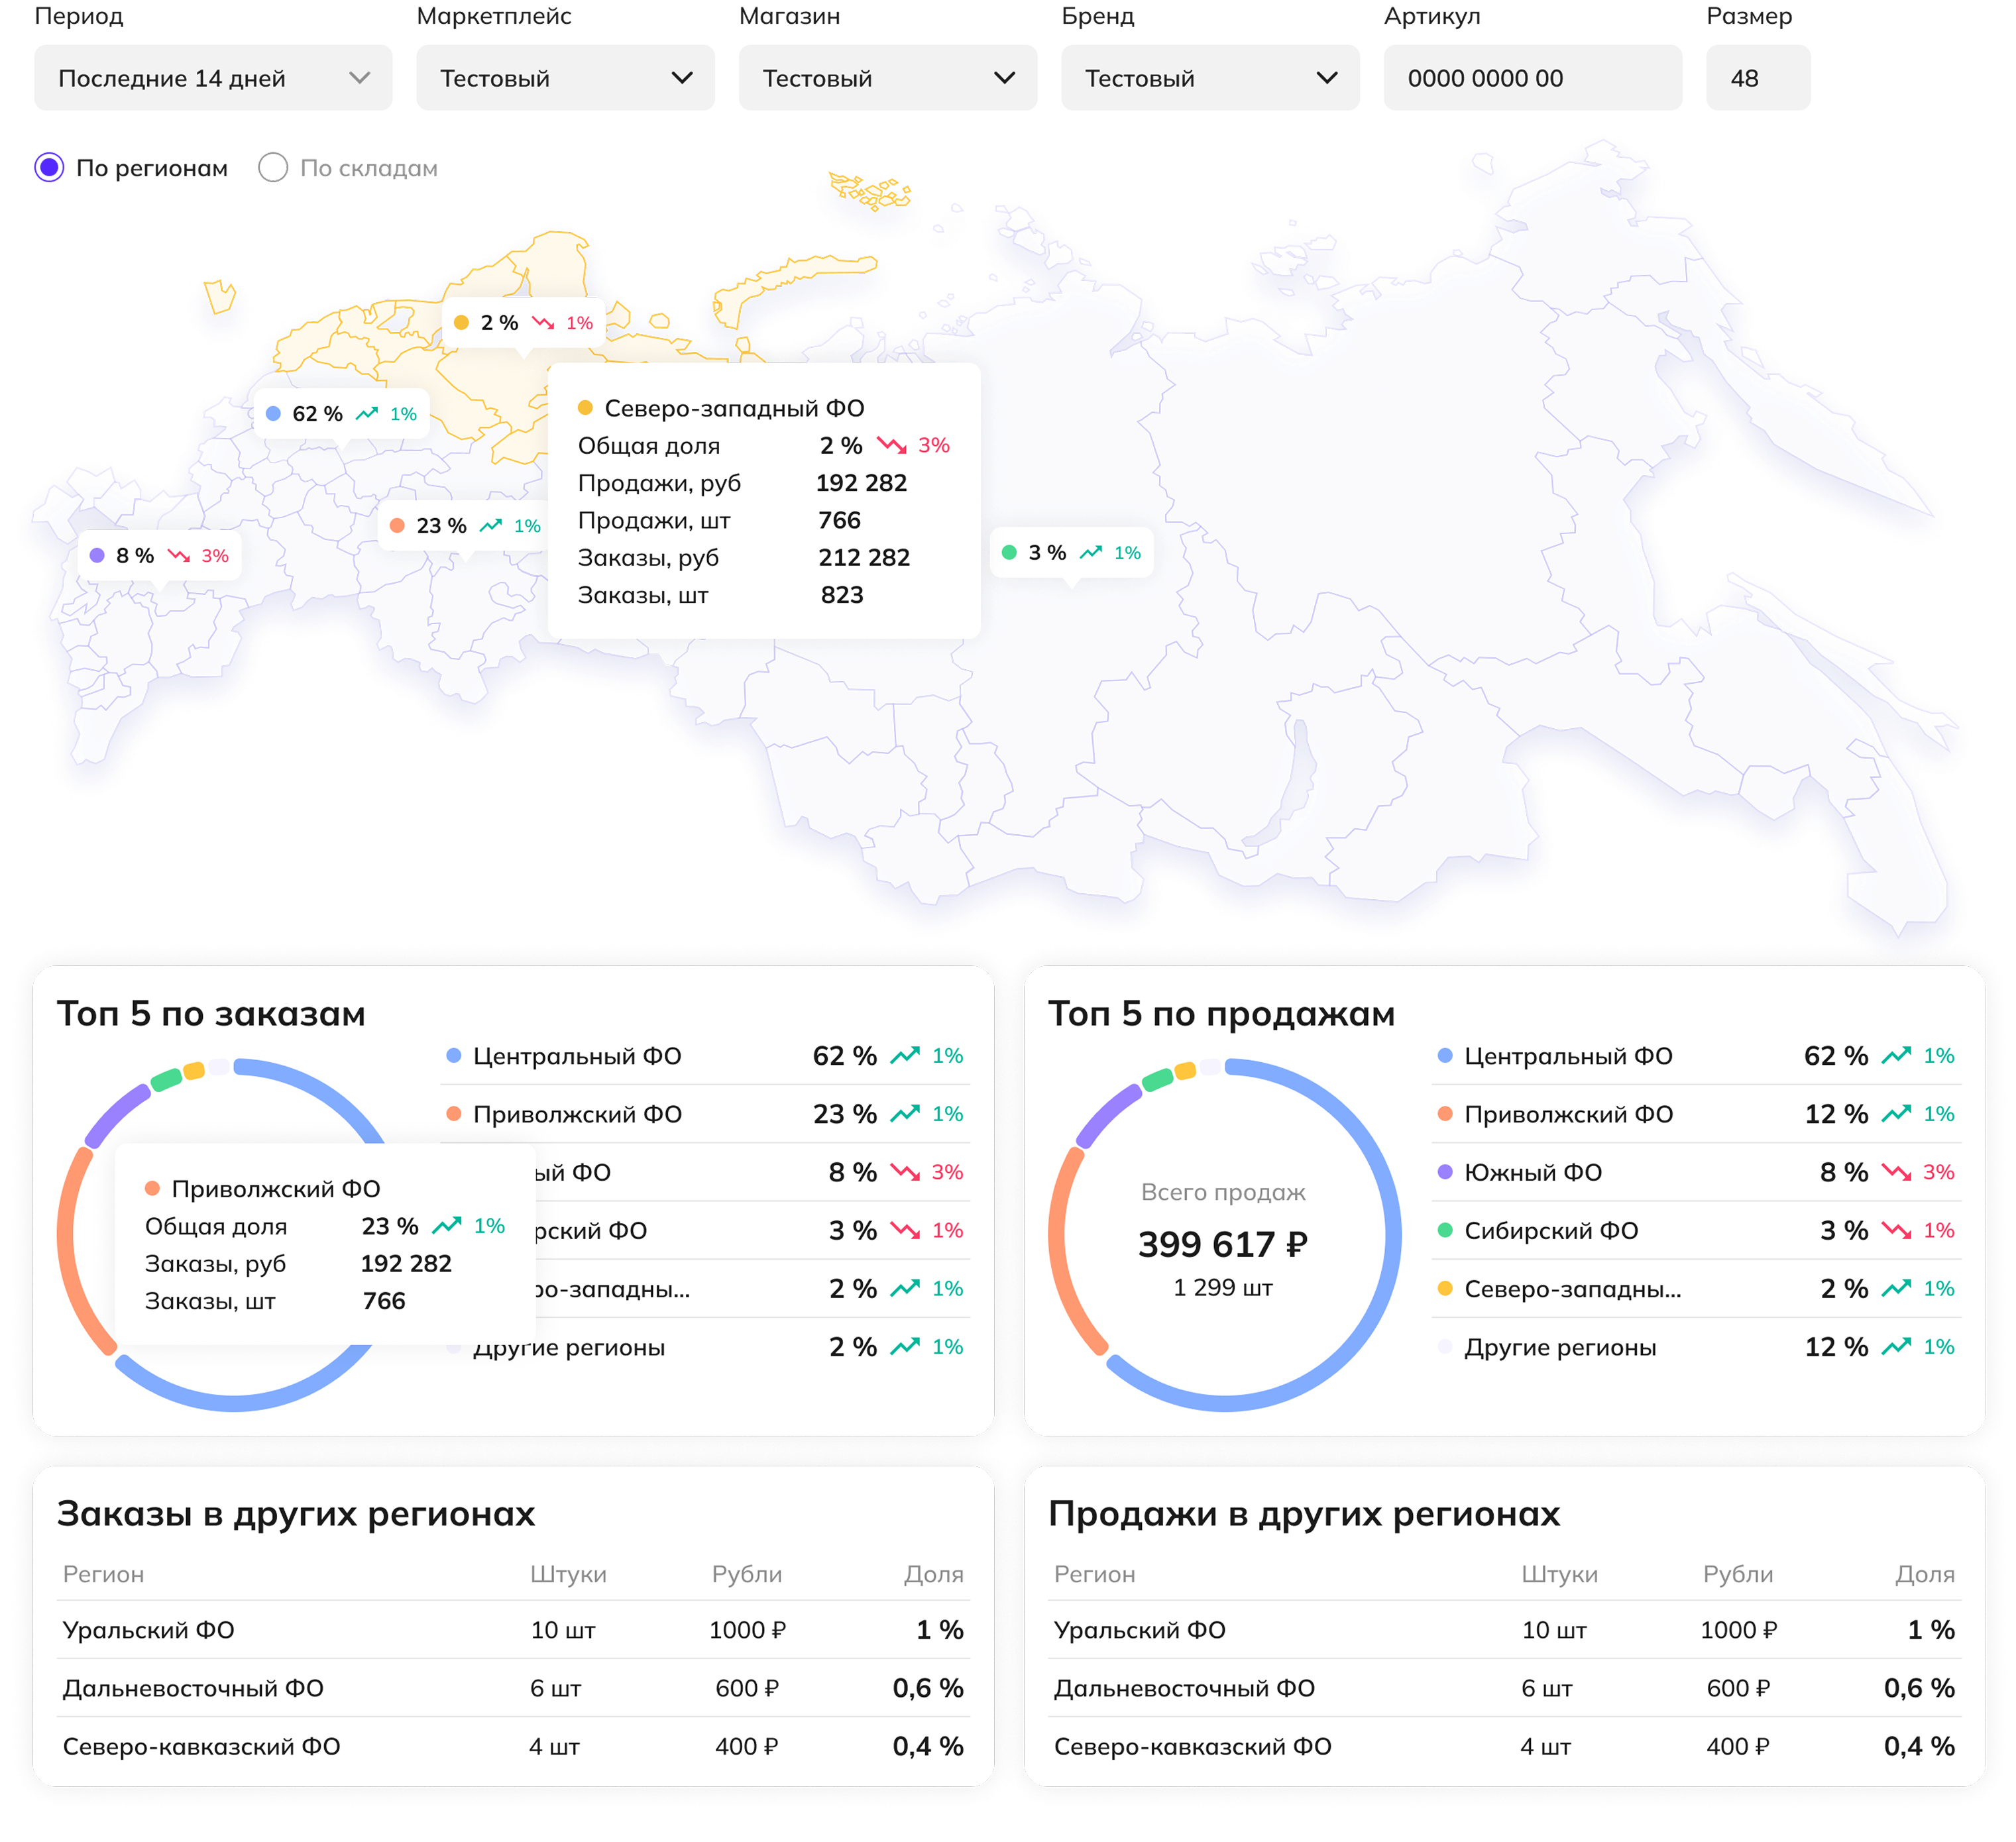 Период
Маркетплейс
Магазин
Бренд
Артикул
Размер
Последние 14 дней
Тестовый
Тестовый
Тестовый
0000 0000 00
48
По регионам
По складам
2 % 1%
62 % 1%
23 % 1%
8 % 3%
3 % 1%
Северо-западный ФО
Общая доля 2 % 3%
Продажи, руб 192 282
Продажи, шт 766
Заказы, руб 212 282
Заказы, шт 823
Топ 5 по заказам
Центральный ФО 62 % 1%
Приволжский ФО 23 % 1%
ый ФО 8 % 3%
рский ФО 3 % 1%
ро-западны... 2 % 1%
Другие регионы 2 % 1%
Приволжский ФО
Общая доля 23 % 1%
Заказы, руб 192 282
Заказы, шт 766
Топ 5 по продажам
Всего продаж
399 617 ₽
1 299 шт
Центральный ФО 62 % 1%
Приволжский ФО 12 % 1%
Южный ФО 8 % 3%
Сибирский ФО 3 % 1%
Северо-западны... 2 % 1%
Другие регионы 12 % 1%
Заказы в других регионах
Регион Штуки Рубли Доля
Уральский ФО 10 шт 1000 ₽ 1 %
Дальневосточный ФО 6 шт 600 ₽ 0,6 %
Северо-кавказский ФО 4 шт 400 ₽ 0,4 %
Продажи в других регионах
Регион Штуки Рубли Доля
Уральский ФО 10 шт 1000 ₽ 1 %
Дальневосточный ФО 6 шт 600 ₽ 0,6 %
Северо-кавказский ФО 4 шт 400 ₽ 0,4 %